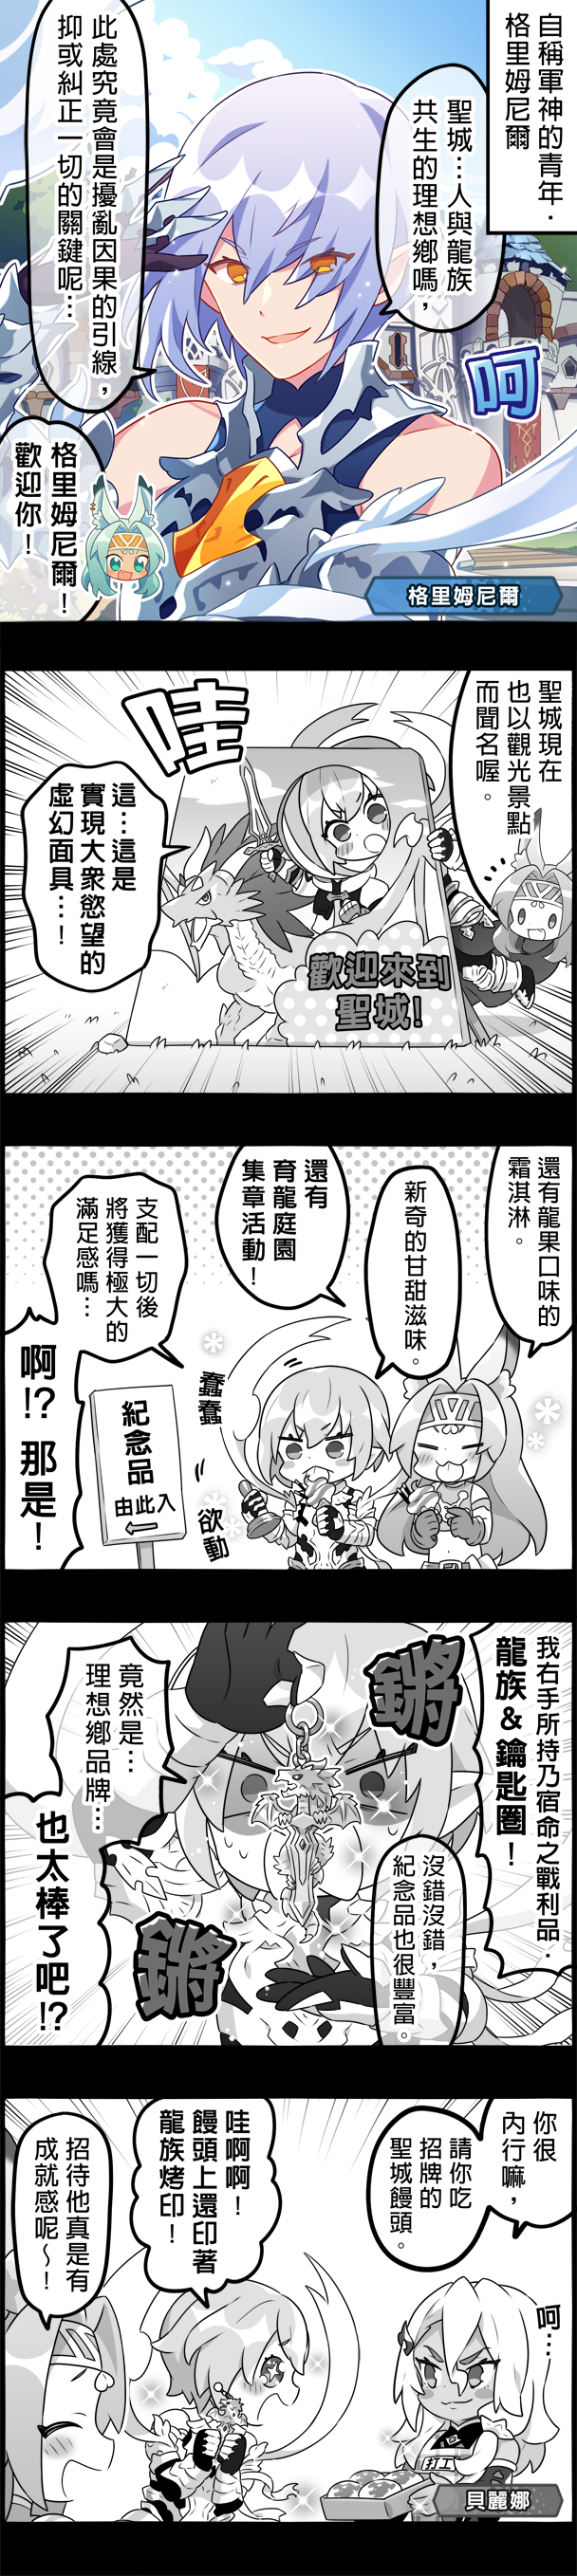 自稱軍神的青年．
格里姆尼爾
聖城…人與龍族
共生的理想鄉嗎，
此處究竟會是擾亂因果的引線，
抑或糾正一切的關鍵呢…
呵
格里姆尼爾！
歡迎你！
格里姆尼爾
聖城現在
也以觀光景點
而聞名喔。
哇
這…這是
實現大眾慾望的
虛幻面具…！
歡迎來到
聖城!
還有龍果口味的
霜淇淋。
新奇的甘甜滋味。
還有
育龍庭園
集章活動！
支配一切後
將獲得極大的
滿足感嗎…
蠢蠢
欲動
紀念品
由此入
←
啊!? 那是！
我右手所持乃宿命之戰利品．
龍族&鑰匙圈！
鏘
沒錯沒錯，
紀念品也很豐富。
竟然是…
理想鄉品牌…
鏘
也太棒了吧!?
你很
內行嘛，
請你吃
招牌的
聖城饅頭。
呵…
哇啊啊！
饅頭上還印著
龍族烤印！
招待他真是有
成就感呢～！
打工
貝麗娜